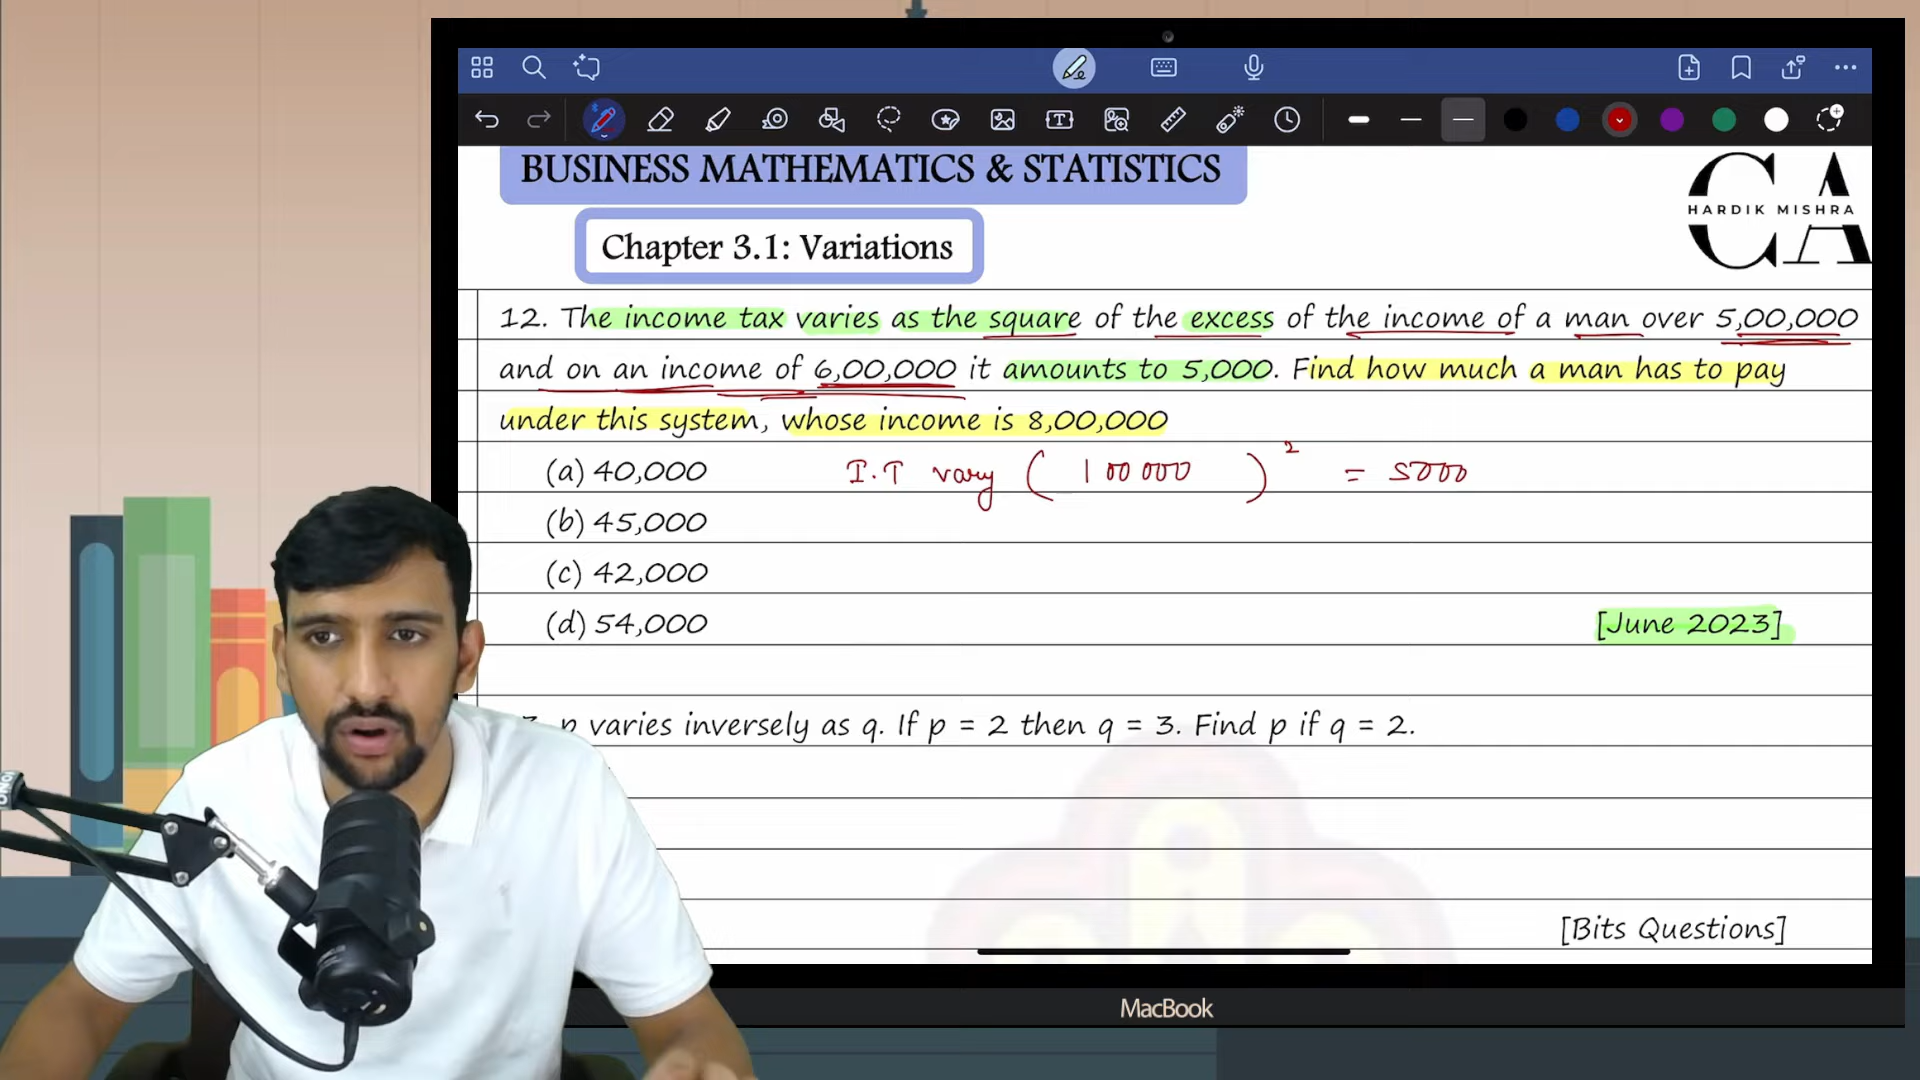 BUSINESS MATHEMATICS & STATISTICS
CA
HARDIK MISHRA
Chapter 3.1: Variations
12. The income tax varies as the square of the excess of the income of a man over 5,00,000
and on an income of 6,00,000 it amounts to 5,000. Find how much a man has to pay
under this system, whose income is 8,00,000
(a) 40,000 I.T vary ( 100000 )² = 5000
(b) 45,000
(c) 42,000
(d) 54,000 [June 2023]
p varies inversely as q. If p = 2 then q = 3. Find p if q = 2.
[Bits Questions]
MacBook